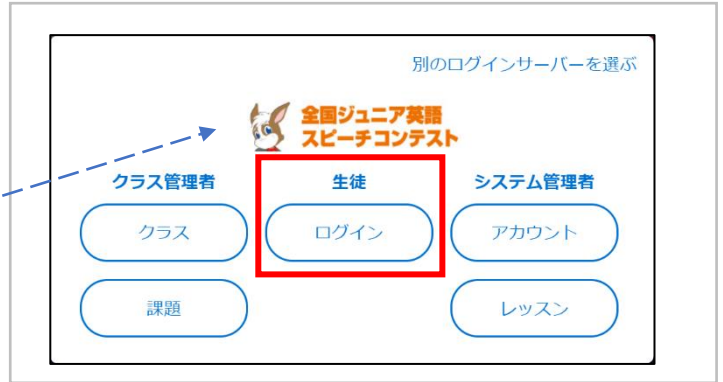 別のログインサーバーを選ぶ
全国ジュニア英語
スピーチコンテスト
クラス管理者 生徒 システム管理者
クラス ログイン アカウント
課題 レッスン